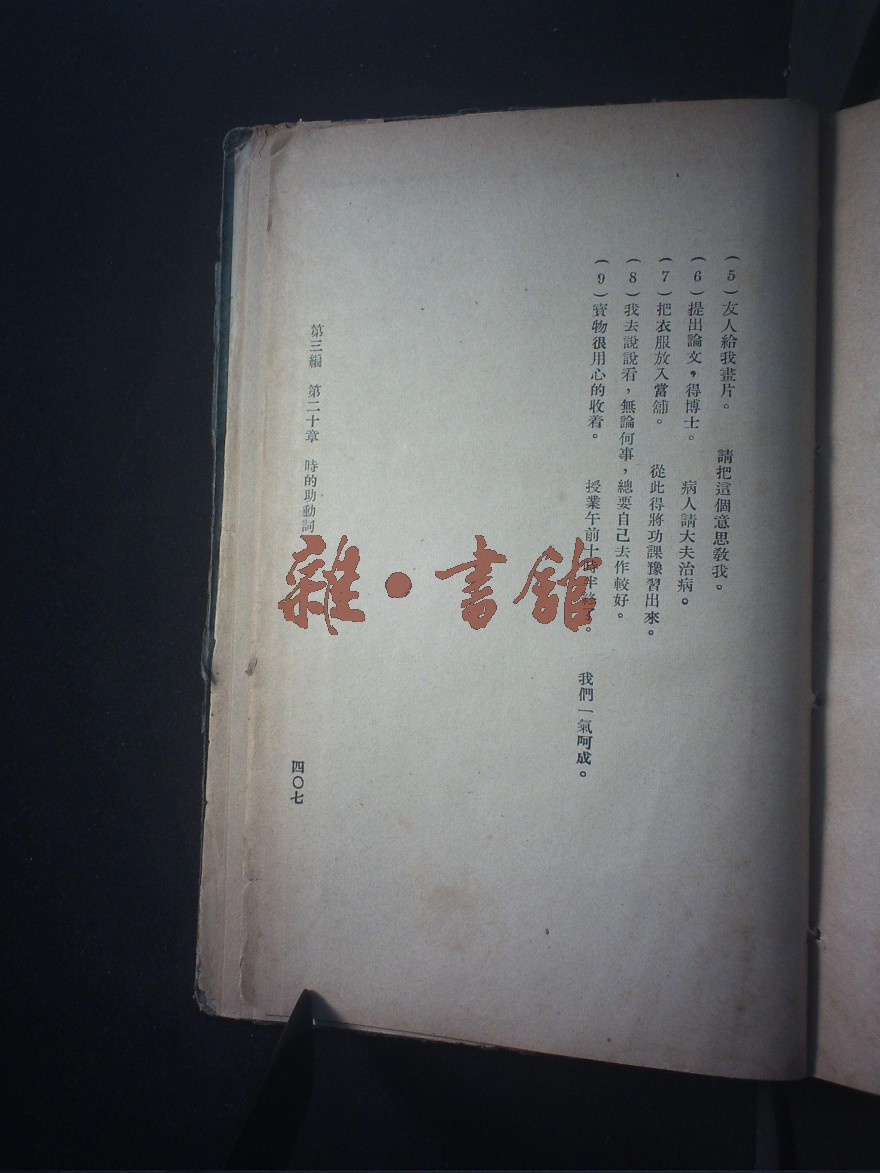 （5）友人給我畫片。　請把這個意思敎我。
（6）提出論文，得博士。　病人請大夫治病。
（7）把衣服放入當舖。　從此得將功課豫習出來。
（8）我去說說看，無論何事，總要自己去作較好。
（9）寶物很用心的收着。　授業午前十時半終了。　我們一氣呵成。
第三編　第二十章　時的助動詞
四〇七
雜・書館